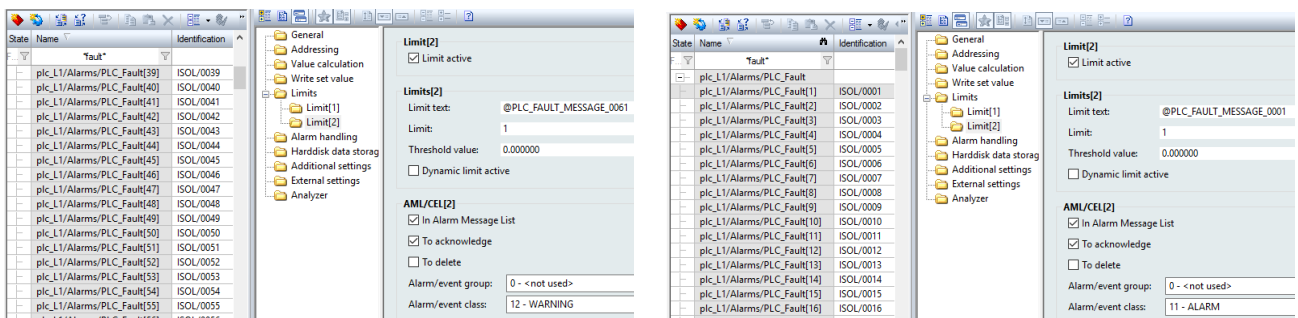 State Name Identification
F... "fault"
plc_L1/Alarms/PLC_Fault[39] ISOL/0039
plc_L1/Alarms/PLC_Fault[40] ISOL/0040
plc_L1/Alarms/PLC_Fault[41] ISOL/0041
plc_L1/Alarms/PLC_Fault[42] ISOL/0042
plc_L1/Alarms/PLC_Fault[43] ISOL/0043
plc_L1/Alarms/PLC_Fault[44] ISOL/0044
plc_L1/Alarms/PLC_Fault[45] ISOL/0045
plc_L1/Alarms/PLC_Fault[46] ISOL/0046
plc_L1/Alarms/PLC_Fault[47] ISOL/0047
plc_L1/Alarms/PLC_Fault[48] ISOL/0048
plc_L1/Alarms/PLC_Fault[49] ISOL/0049
plc_L1/Alarms/PLC_Fault[50] ISOL/0050
plc_L1/Alarms/PLC_Fault[51] ISOL/0051
plc_L1/Alarms/PLC_Fault[52] ISOL/0052
plc_L1/Alarms/PLC_Fault[53] ISOL/0053
plc_L1/Alarms/PLC_Fault[54] ISOL/0054
plc_L1/Alarms/PLC_Fault[55] ISOL/0055
General
Addressing
Value calculation
Write set value
Limits
Limit[1]
Limit[2]
Alarm handling
Harddisk data storag
Additional settings
External settings
Analyzer
Limit[2]
Limit active
Limits[2]
Limit text: @PLC_FAULT_MESSAGE_0061
Limit: 1
Threshold value: 0.000000
Dynamic limit active
AML/CEL[2]
In Alarm Message List
To acknowledge
To delete
Alarm/event group: 0 - <not used>
Alarm/event class: 12 - WARNING
State Name Identification
F... "fault"
plc_L1/Alarms/PLC_Fault
plc_L1/Alarms/PLC_Fault[1] ISOL/0001
plc_L1/Alarms/PLC_Fault[2] ISOL/0002
plc_L1/Alarms/PLC_Fault[3] ISOL/0003
plc_L1/Alarms/PLC_Fault[4] ISOL/0004
plc_L1/Alarms/PLC_Fault[5] ISOL/0005
plc_L1/Alarms/PLC_Fault[6] ISOL/0006
plc_L1/Alarms/PLC_Fault[7] ISOL/0007
plc_L1/Alarms/PLC_Fault[8] ISOL/0008
plc_L1/Alarms/PLC_Fault[9] ISOL/0009
plc_L1/Alarms/PLC_Fault[10] ISOL/0010
plc_L1/Alarms/PLC_Fault[11] ISOL/0011
plc_L1/Alarms/PLC_Fault[12] ISOL/0012
plc_L1/Alarms/PLC_Fault[13] ISOL/0013
plc_L1/Alarms/PLC_Fault[14] ISOL/0014
plc_L1/Alarms/PLC_Fault[15] ISOL/0015
plc_L1/Alarms/PLC_Fault[16] ISOL/0016
General
Addressing
Value calculation
Write set value
Limits
Limit[1]
Limit[2]
Alarm handling
Harddisk data storag
Additional settings
External settings
Analyzer
Limit[2]
Limit active
Limits[2]
Limit text: @PLC_FAULT_MESSAGE_0001
Limit: 1
Threshold value: 0.000000
Dynamic limit active
AML/CEL[2]
In Alarm Message List
To acknowledge
To delete
Alarm/event group: 0 - <not used>
Alarm/event class: 11 - ALARM